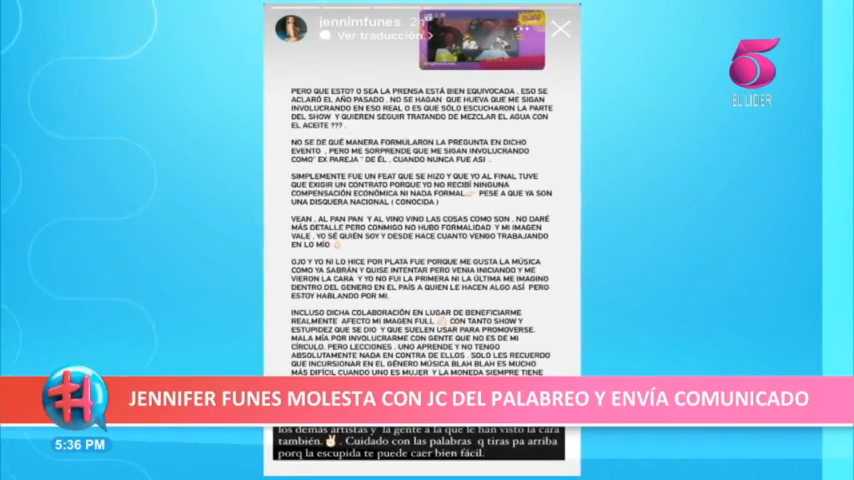 jennimfunes 2h
Ver traducción >
5
EL LIDER
PERO QUE ESTO? O SEA LA PRENSA ESTÁ BIEN EQUIVOCADA . ESO SE
ACLARÓ EL AÑO PASADO . NO SE HAGAN QUE HUEVA QUE ME SIGAN
INVOLUCRANDO EN ESO REAL O ES QUE SÓLO ESCUCHARON LA PARTE
DEL SHOW Y QUIEREN SEGUIR TRATANDO DE MEZCLAR EL AGUA CON
EL ACEITE ??? .
NO SE DE QUÉ MANERA FORMULARON LA PREGUNTA EN DICHO
EVENTO . PERO ME SORPRENDE QUE ME SIGAN INVOLUCRANDO
COMO" EX PAREJA " DE ÉL , CUANDO NUNCA FUE ASI .
SIMPLEMENTE FUE UN FEAT QUE SE HIZO Y QUE YO AL FINAL TUVE
QUE EXIGIR UN CONTRATO PORQUE YO NO RECIBÍ NINGUNA
COMPENSACIÓN ECONÓMICA NI NADA FORMAL PESE A QUE YA SON
UNA DISQUERA NACIONAL ( CONOCIDA )
VEAN , AL PAN PAN Y AL VINO VINO LAS COSAS COMO SON . NO DARÉ
MÁS DETALLE PERO CONMIGO NO HUBO FORMALIDAD Y MI IMAGEN
VALE . YO SÉ QUIÉN SOY Y DESDE HACE CUANTO VENGO TRABAJANDO
EN LO MÍO 👌🏻
OJO Y YO NI LO HICE POR PLATA FUE PORQUE ME GUSTA LA MÚSICA
COMO YA SABRÁN Y QUISE INTENTAR PERO VENIA INICIANDO Y ME
VIERON LA CARA Y YO NO FUI LA PRIMERA NI LA ÚLTIMA ME IMAGINO
DENTRO DEL GENERO EN EL PAÍS A QUIEN LE HACEN ALGO ASÍ PERO
ESTOY HABLANDO POR MI.
INCLUSO DICHA COLABORACIÓN EN LUGAR DE BENEFICIARME
REALMENTE AFECTO MI IMAGEN FULL CON TANTO SHOW Y
ESTUPIDEZ QUE SE DIO Y QUE SUELEN USAR PARA PROMOVERSE.
MALA MÍA POR INVOLUCRARME CON GENTE QUE NO ES DE MI
CÍRCULO, PERO LECCIONES . UNO APRENDE Y NO TENGO
ABSOLUTAMENTE NADA EN CONTRA DE ELLOS . SOLO LES RECUERDO
QUE INCURSIONAR EN EL GÉNERO MÚSICA BLAH BLAH ES MUCHO
MÁS DIFÍCIL CUANDO UNO ES MUJER Y LA MONEDA SIEMPRE TIENE
H JENNIFER FUNES MOLESTA CON JC DEL PALABREO Y ENVÍA COMUNICADO
los demás artistas y la gente a la que le han visto la cara
también.✌🏻 . Cuidado con las palabras q tiras pa arriba
porq la escupida te puede caer bien fácil.
5:36 PM